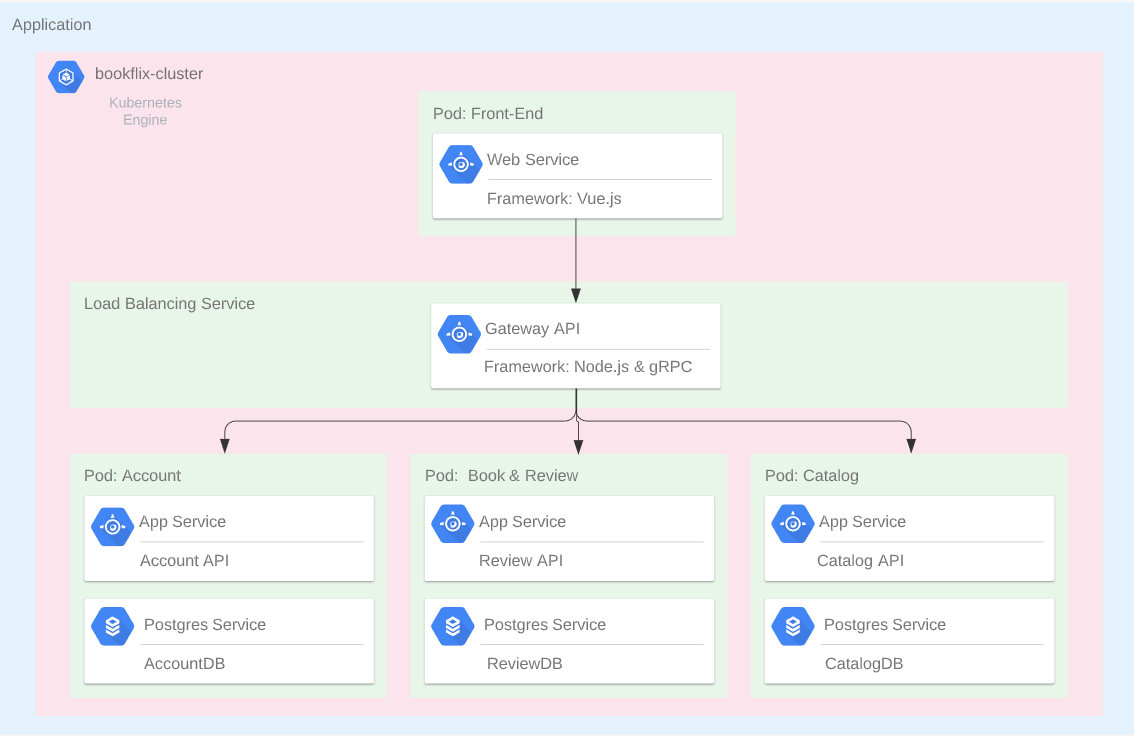 Application
bookflix-cluster
Kubernetes
Engine
Pod: Front-End
Web Service
Framework: Vue.js
Load Balancing Service
Gateway API
Framework: Node.js & gRPC
Pod: Account
App Service
Account API
Postgres Service
AccountDB
Pod:  Book & Review
App Service
Review API
Postgres Service
ReviewDB
Pod: Catalog
App Service
Catalog API
Postgres Service
CatalogDB